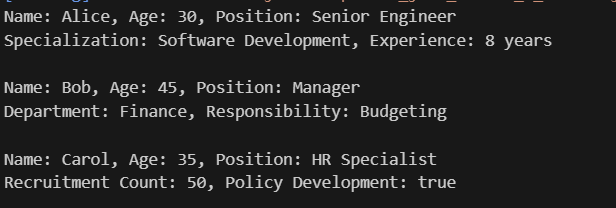 Name: Alice, Age: 30, Position: Senior Engineer
Specialization: Software Development, Experience: 8 years
Name: Bob, Age: 45, Position: Manager
Department: Finance, Responsibility: Budgeting
Name: Carol, Age: 35, Position: HR Specialist
Recruitment Count: 50, Policy Development: true